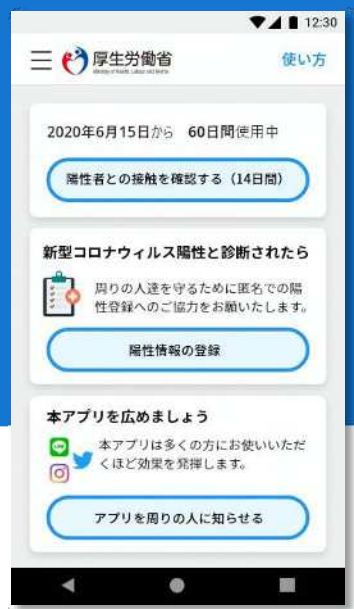 12:30
厚生労働省
Ministry of Health, Labour and Welfare
使い方
2020年6月15日から 60日間使用中
陽性者との接触を確認する（14日間）
新型コロナウィルス陽性と診断されたら
周りの人達を守るために匿名での陽
性登録へのご協力をお願いいたします。
陽性情報の登録
本アプリを広めましょう
LINE
本アプリは多くの方にお使いいただ
くほど効果を発揮します。
アプリを周りの人に知らせる